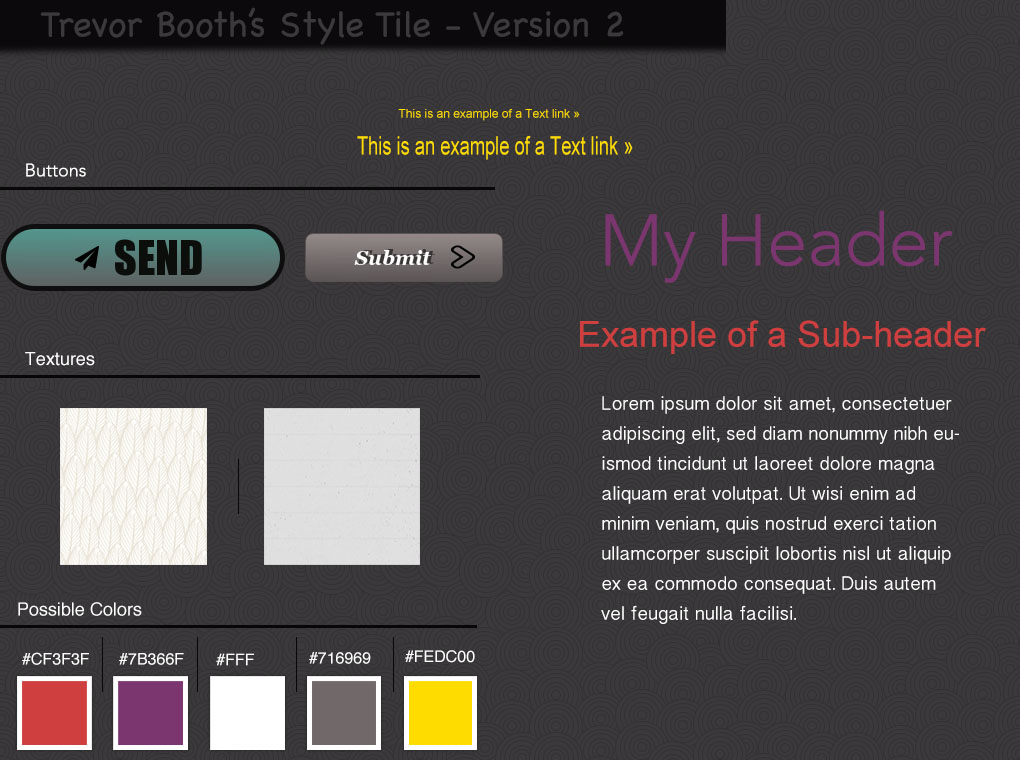 Trevor Booth's Style Tile - Version 2
This is an example of a Text link »
This is an example of a Text link »
Buttons
SEND
Submit
Textures
Possible Colors
#CF3F3F
#7B366F
#FFF
#716969
#FEDC00
My Header
Example of a Sub-header
Lorem ipsum dolor sit amet, consectetuer
adipiscing elit, sed diam nonummy nibh eu-
ismod tincidunt ut laoreet dolore magna
aliquam erat volutpat. Ut wisi enim ad
minim veniam, quis nostrud exerci tation
ullamcorper suscipit lobortis nisl ut aliquip
ex ea commodo consequat. Duis autem
vel feugait nulla facilisi.